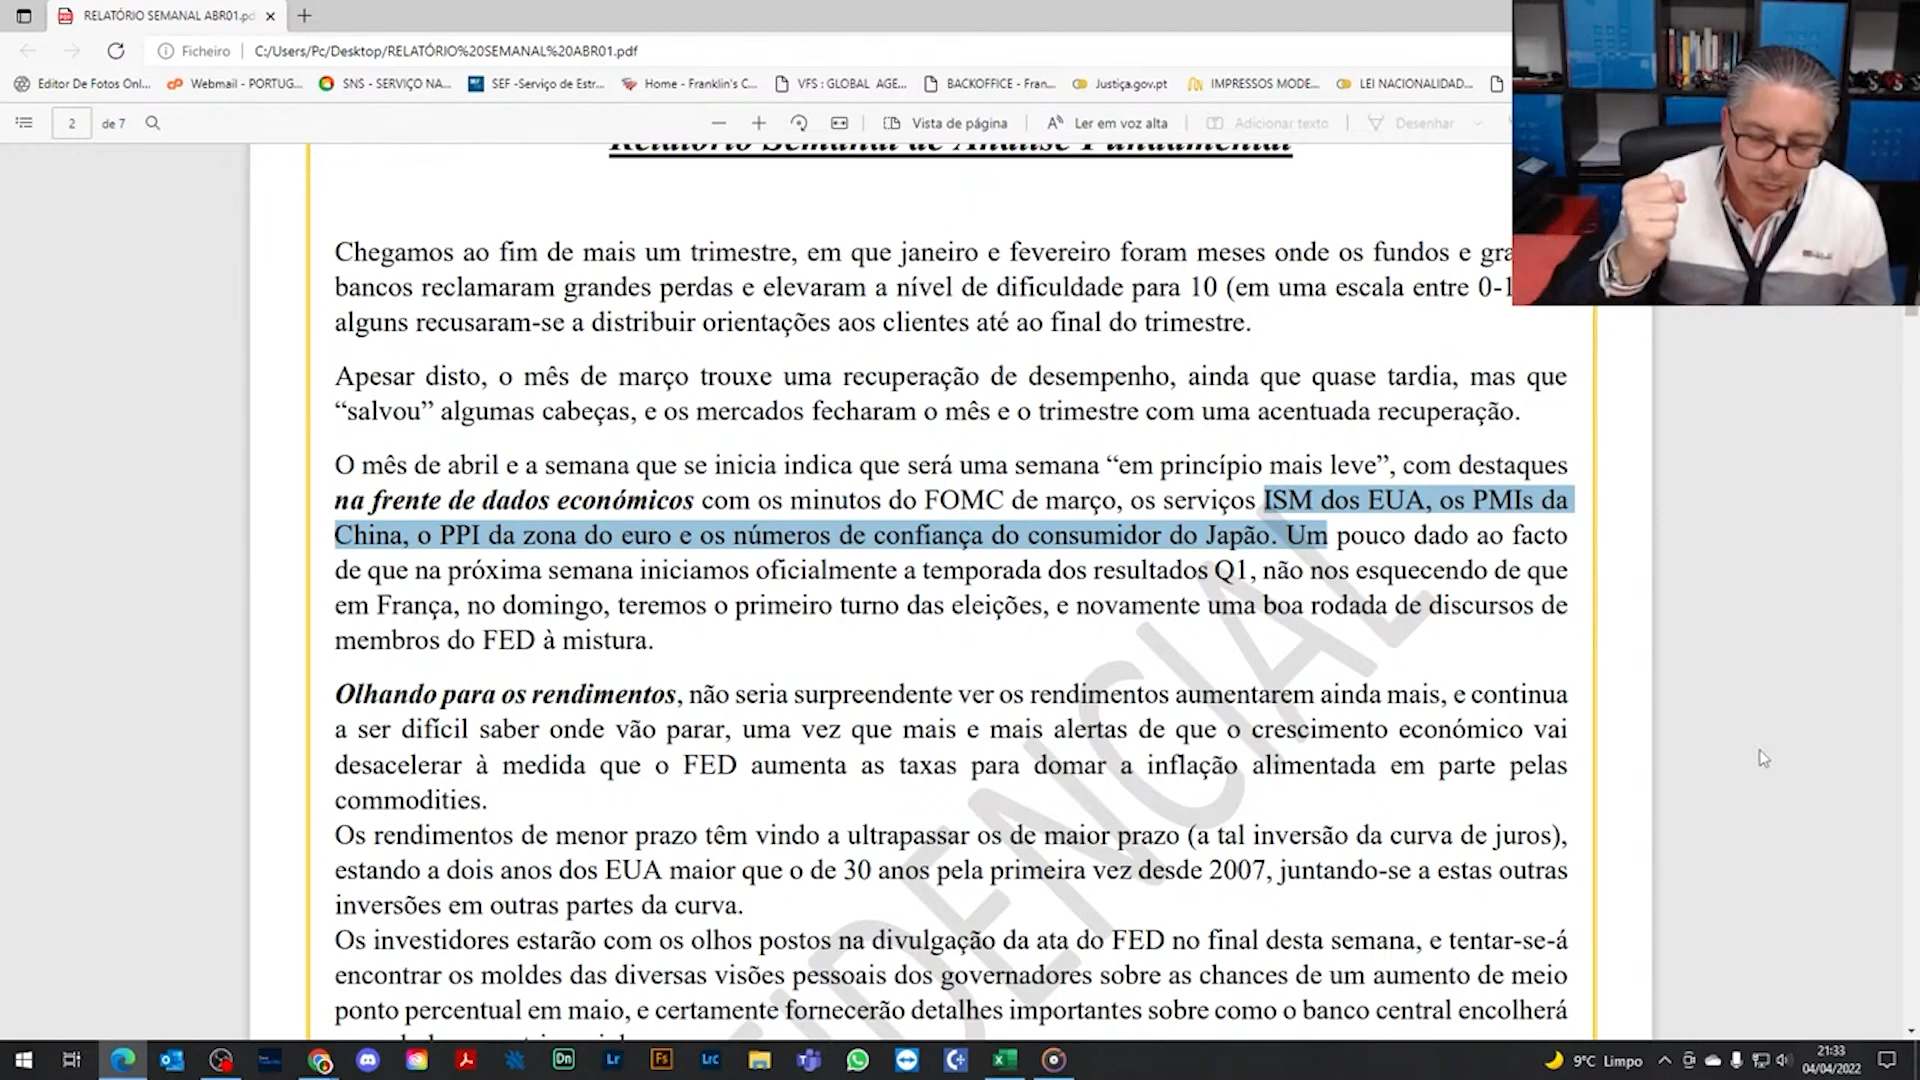 RELATÓRIO SEMANAL ABR01.pd
Ficheiro
C:/Users/Pc/Desktop/RELATÓRIO%20SEMANAL%20ABR01.pdf
Editor De Fotos Onl...
Webmail - PORTUG...
SNS - SERVIÇO NA...
SEF -Serviço de Estr...
Home - Franklin's C...
VFS : GLOBAL AGE...
BACKOFFICE - Fran...
Justiça.gov.pt
IMPRESSOS MODE...
LEI NACIONALIDAD...
2 de 7
Vista de página
Ler em voz alta
Adicionar texto
Desenhar
Relatório Semanal de Análise Fundamental
Chegamos ao fim de mais um trimestre, em que janeiro e fevereiro foram meses onde os fundos e gra
bancos reclamaram grandes perdas e elevaram a nível de dificuldade para 10 (em uma escala entre 0-1
alguns recusaram-se a distribuir orientações aos clientes até ao final do trimestre.
Apesar disto, o mês de março trouxe uma recuperação de desempenho, ainda que quase tardia, mas que
“salvou” algumas cabeças, e os mercados fecharam o mês e o trimestre com uma acentuada recuperação.
O mês de abril e a semana que se inicia indica que será uma semana “em princípio mais leve”, com destaques
na frente de dados económicos com os minutos do FOMC de março, os serviços ISM dos EUA, os PMIs da
China, o PPI da zona do euro e os números de confiança do consumidor do Japão. Um pouco dado ao facto
de que na próxima semana iniciamos oficialmente a temporada dos resultados Q1, não nos esquecendo de que
em França, no domingo, teremos o primeiro turno das eleições, e novamente uma boa rodada de discursos de
membros do FED à mistura.
Olhando para os rendimentos, não seria surpreendente ver os rendimentos aumentarem ainda mais, e continua
a ser difícil saber onde vão parar, uma vez que mais e mais alertas de que o crescimento económico vai
desacelerar à medida que o FED aumenta as taxas para domar a inflação alimentada em parte pelas
commodities.
Os rendimentos de menor prazo têm vindo a ultrapassar os de maior prazo (a tal inversão da curva de juros),
estando a dois anos dos EUA maior que o de 30 anos pela primeira vez desde 2007, juntando-se a estas outras
inversões em outras partes da curva.
Os investidores estarão com os olhos postos na divulgação da ata do FED no final desta semana, e tentar-se-á
encontrar os moldes das diversas visões pessoais dos governadores sobre as chances de um aumento de meio
ponto percentual em maio, e certamente fornecerão detalhes importantes sobre como o banco central encolherá
IDENCIAL
Dn
Lr
Fs
Lrc
9°C Limpo
21:33
04/04/2022